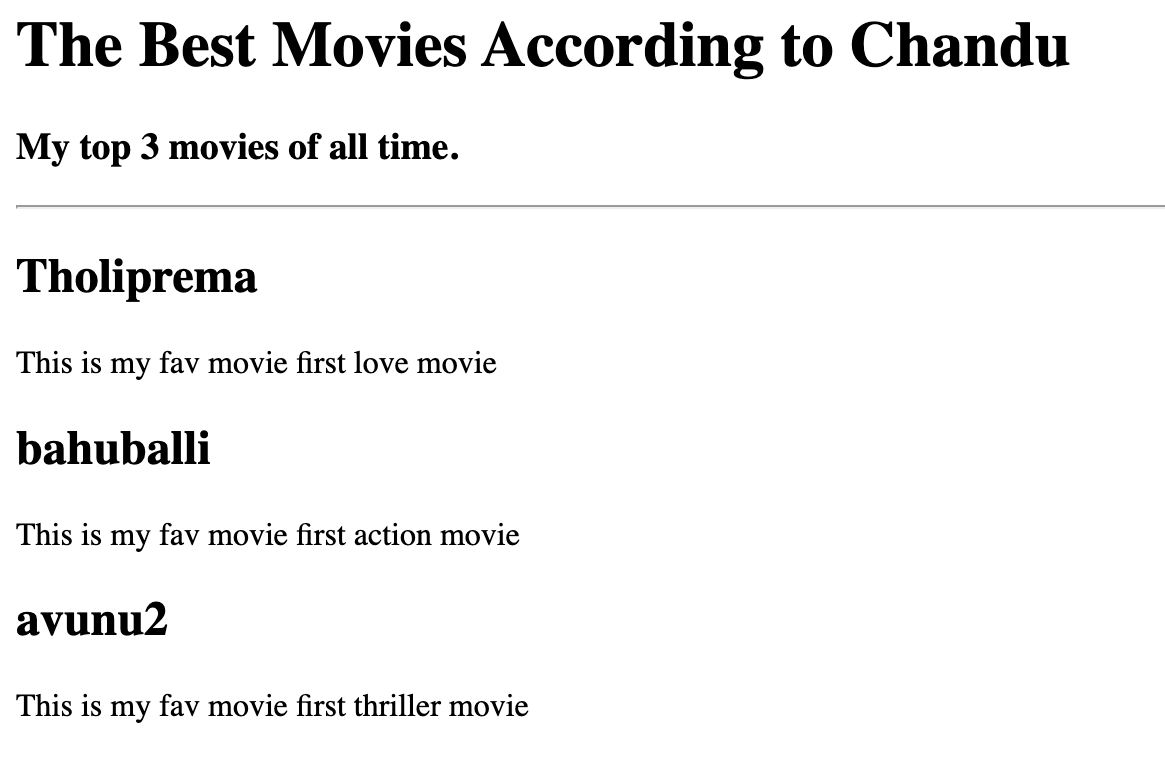 The Best Movies According to Chandu
My top 3 movies of all time.
Tholiprema
This is my fav movie first love movie
bahuballi
This is my fav movie first action movie
avunu2
This is my fav movie first thriller movie